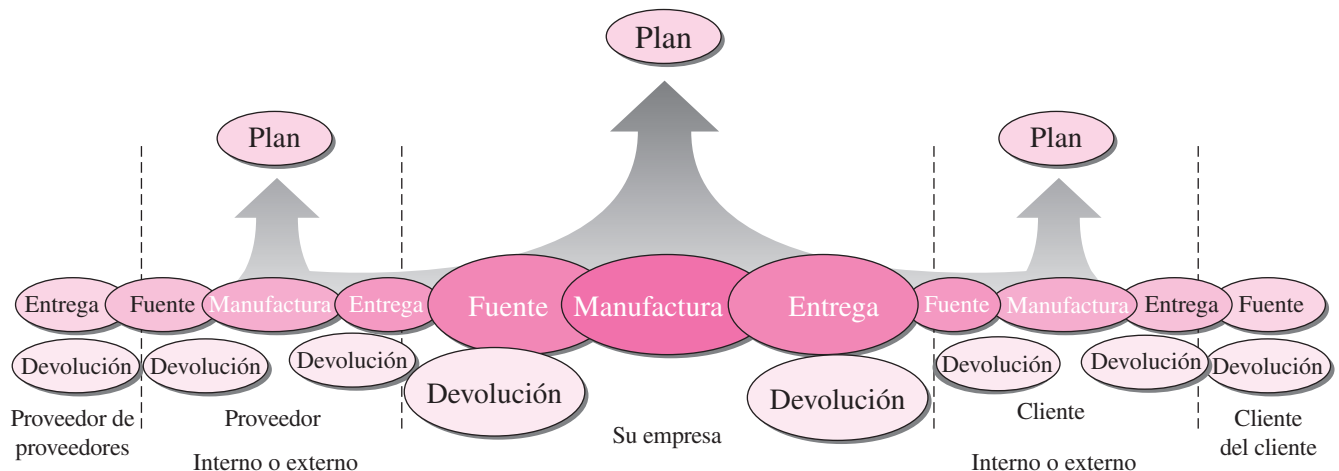 Plan
Plan
Plan
Entrega
Fuente
Manufactura
Entrega
Fuente
Manufactura
Entrega
Fuente
Manufactura
Entrega
Fuente
Devolución
Devolución
Devolución
Devolución
Devolución
Devolución
Devolución
Devolución
Proveedor de
proveedores
Proveedor
Interno o externo
Su empresa
Cliente
Interno o externo
Cliente
del cliente